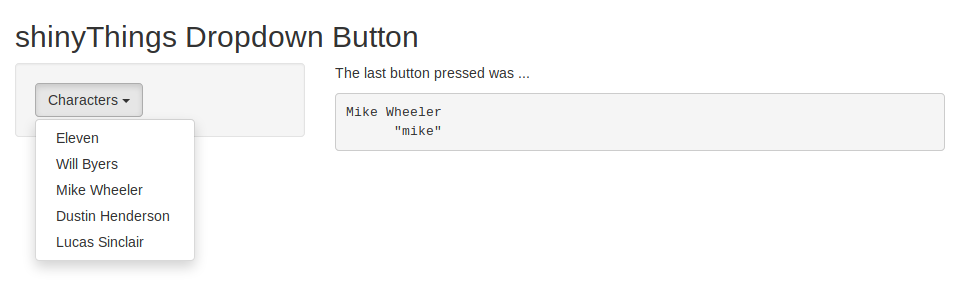 shinyThings Dropdown Button
Characters
Eleven
Will Byers
Mike Wheeler
Dustin Henderson
Lucas Sinclair
The last button pressed was ...
Mike Wheeler
"mike"